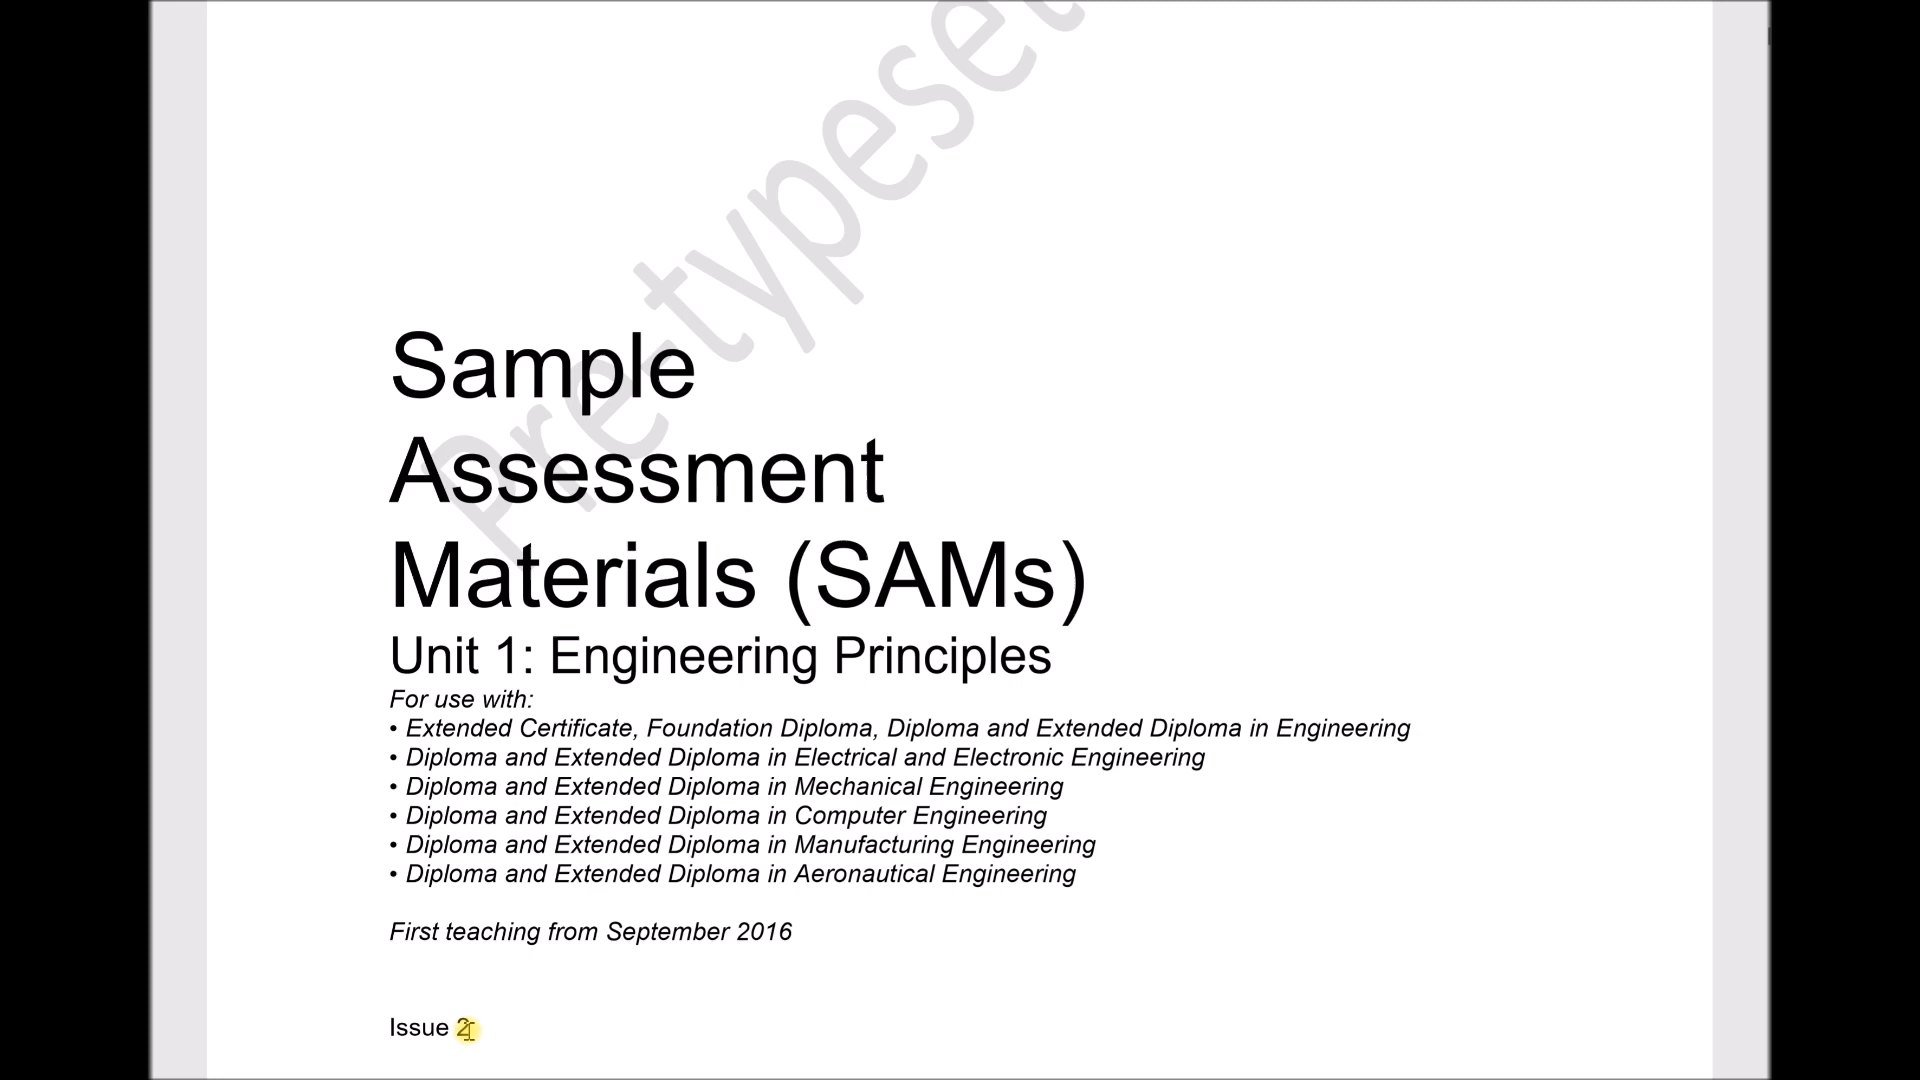 Pre-typeset
Sample
Assessment
Materials (SAMs)
Unit 1: Engineering Principles
For use with:
• Extended Certificate, Foundation Diploma, Diploma and Extended Diploma in Engineering
• Diploma and Extended Diploma in Electrical and Electronic Engineering
• Diploma and Extended Diploma in Mechanical Engineering
• Diploma and Extended Diploma in Computer Engineering
• Diploma and Extended Diploma in Manufacturing Engineering
• Diploma and Extended Diploma in Aeronautical Engineering
First teaching from September 2016
Issue 2